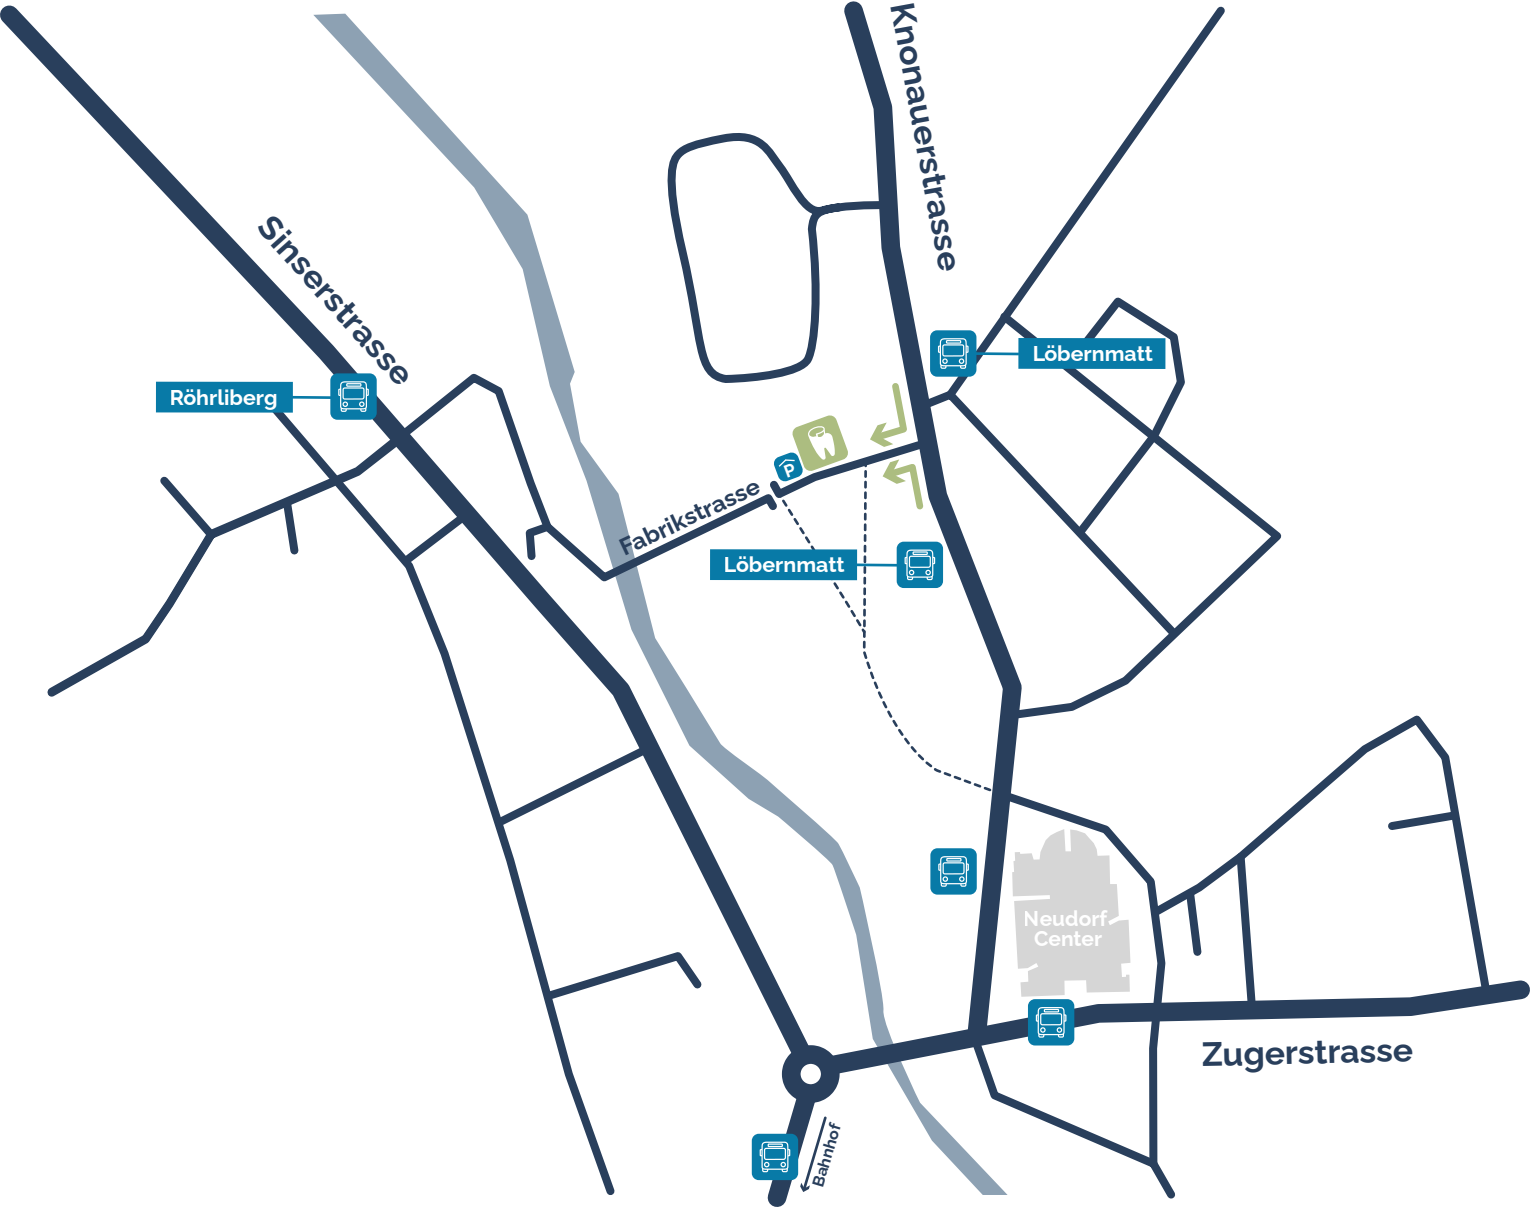 Knonauerstrasse
Sinserstrasse
Löbernmatt
Röhrliberg
P
Fabrikstrasse
Löbernmatt
Neudorf
Center
Zugerstrasse
Bahnhof